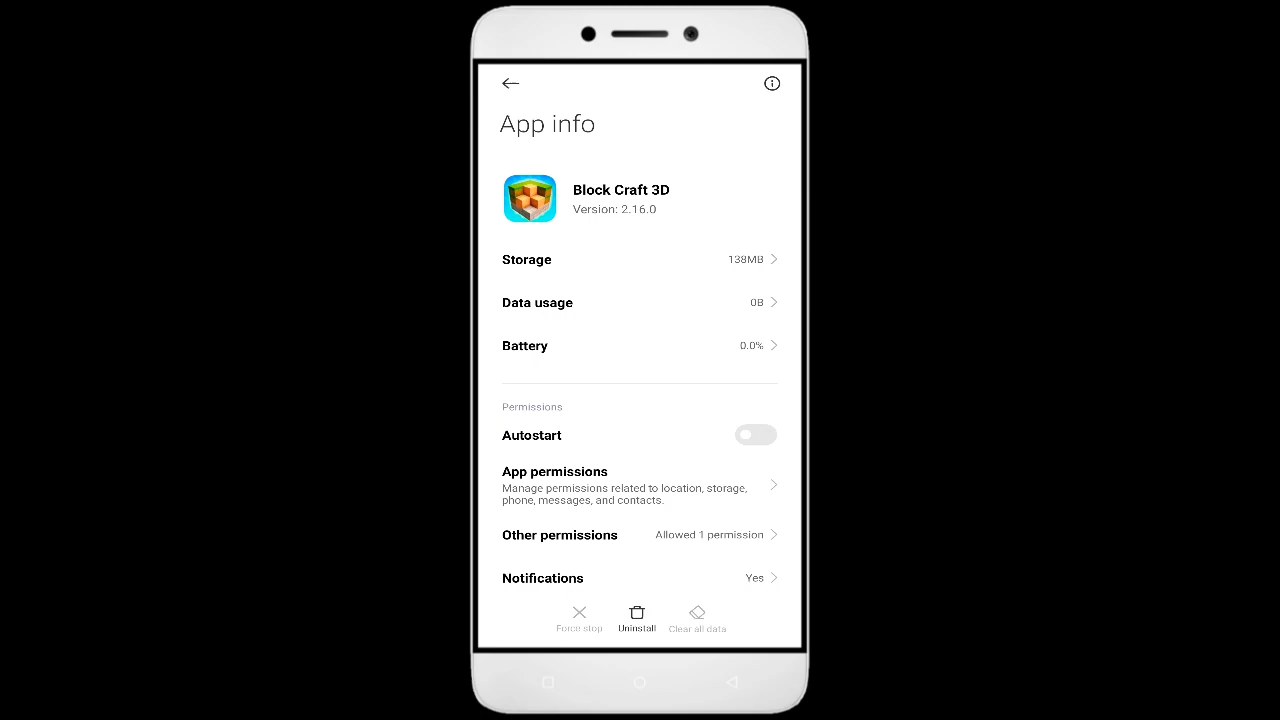 App info
Block Craft 3D
Version: 2.16.0
Storage 138MB
Data usage 0B
Battery 0.0%
Permissions
Autostart
App permissions
Manage permissions related to location, storage,
phone, messages, and contacts.
Other permissions Allowed 1 permission
Notifications Yes
Force stop Uninstall Clear all data